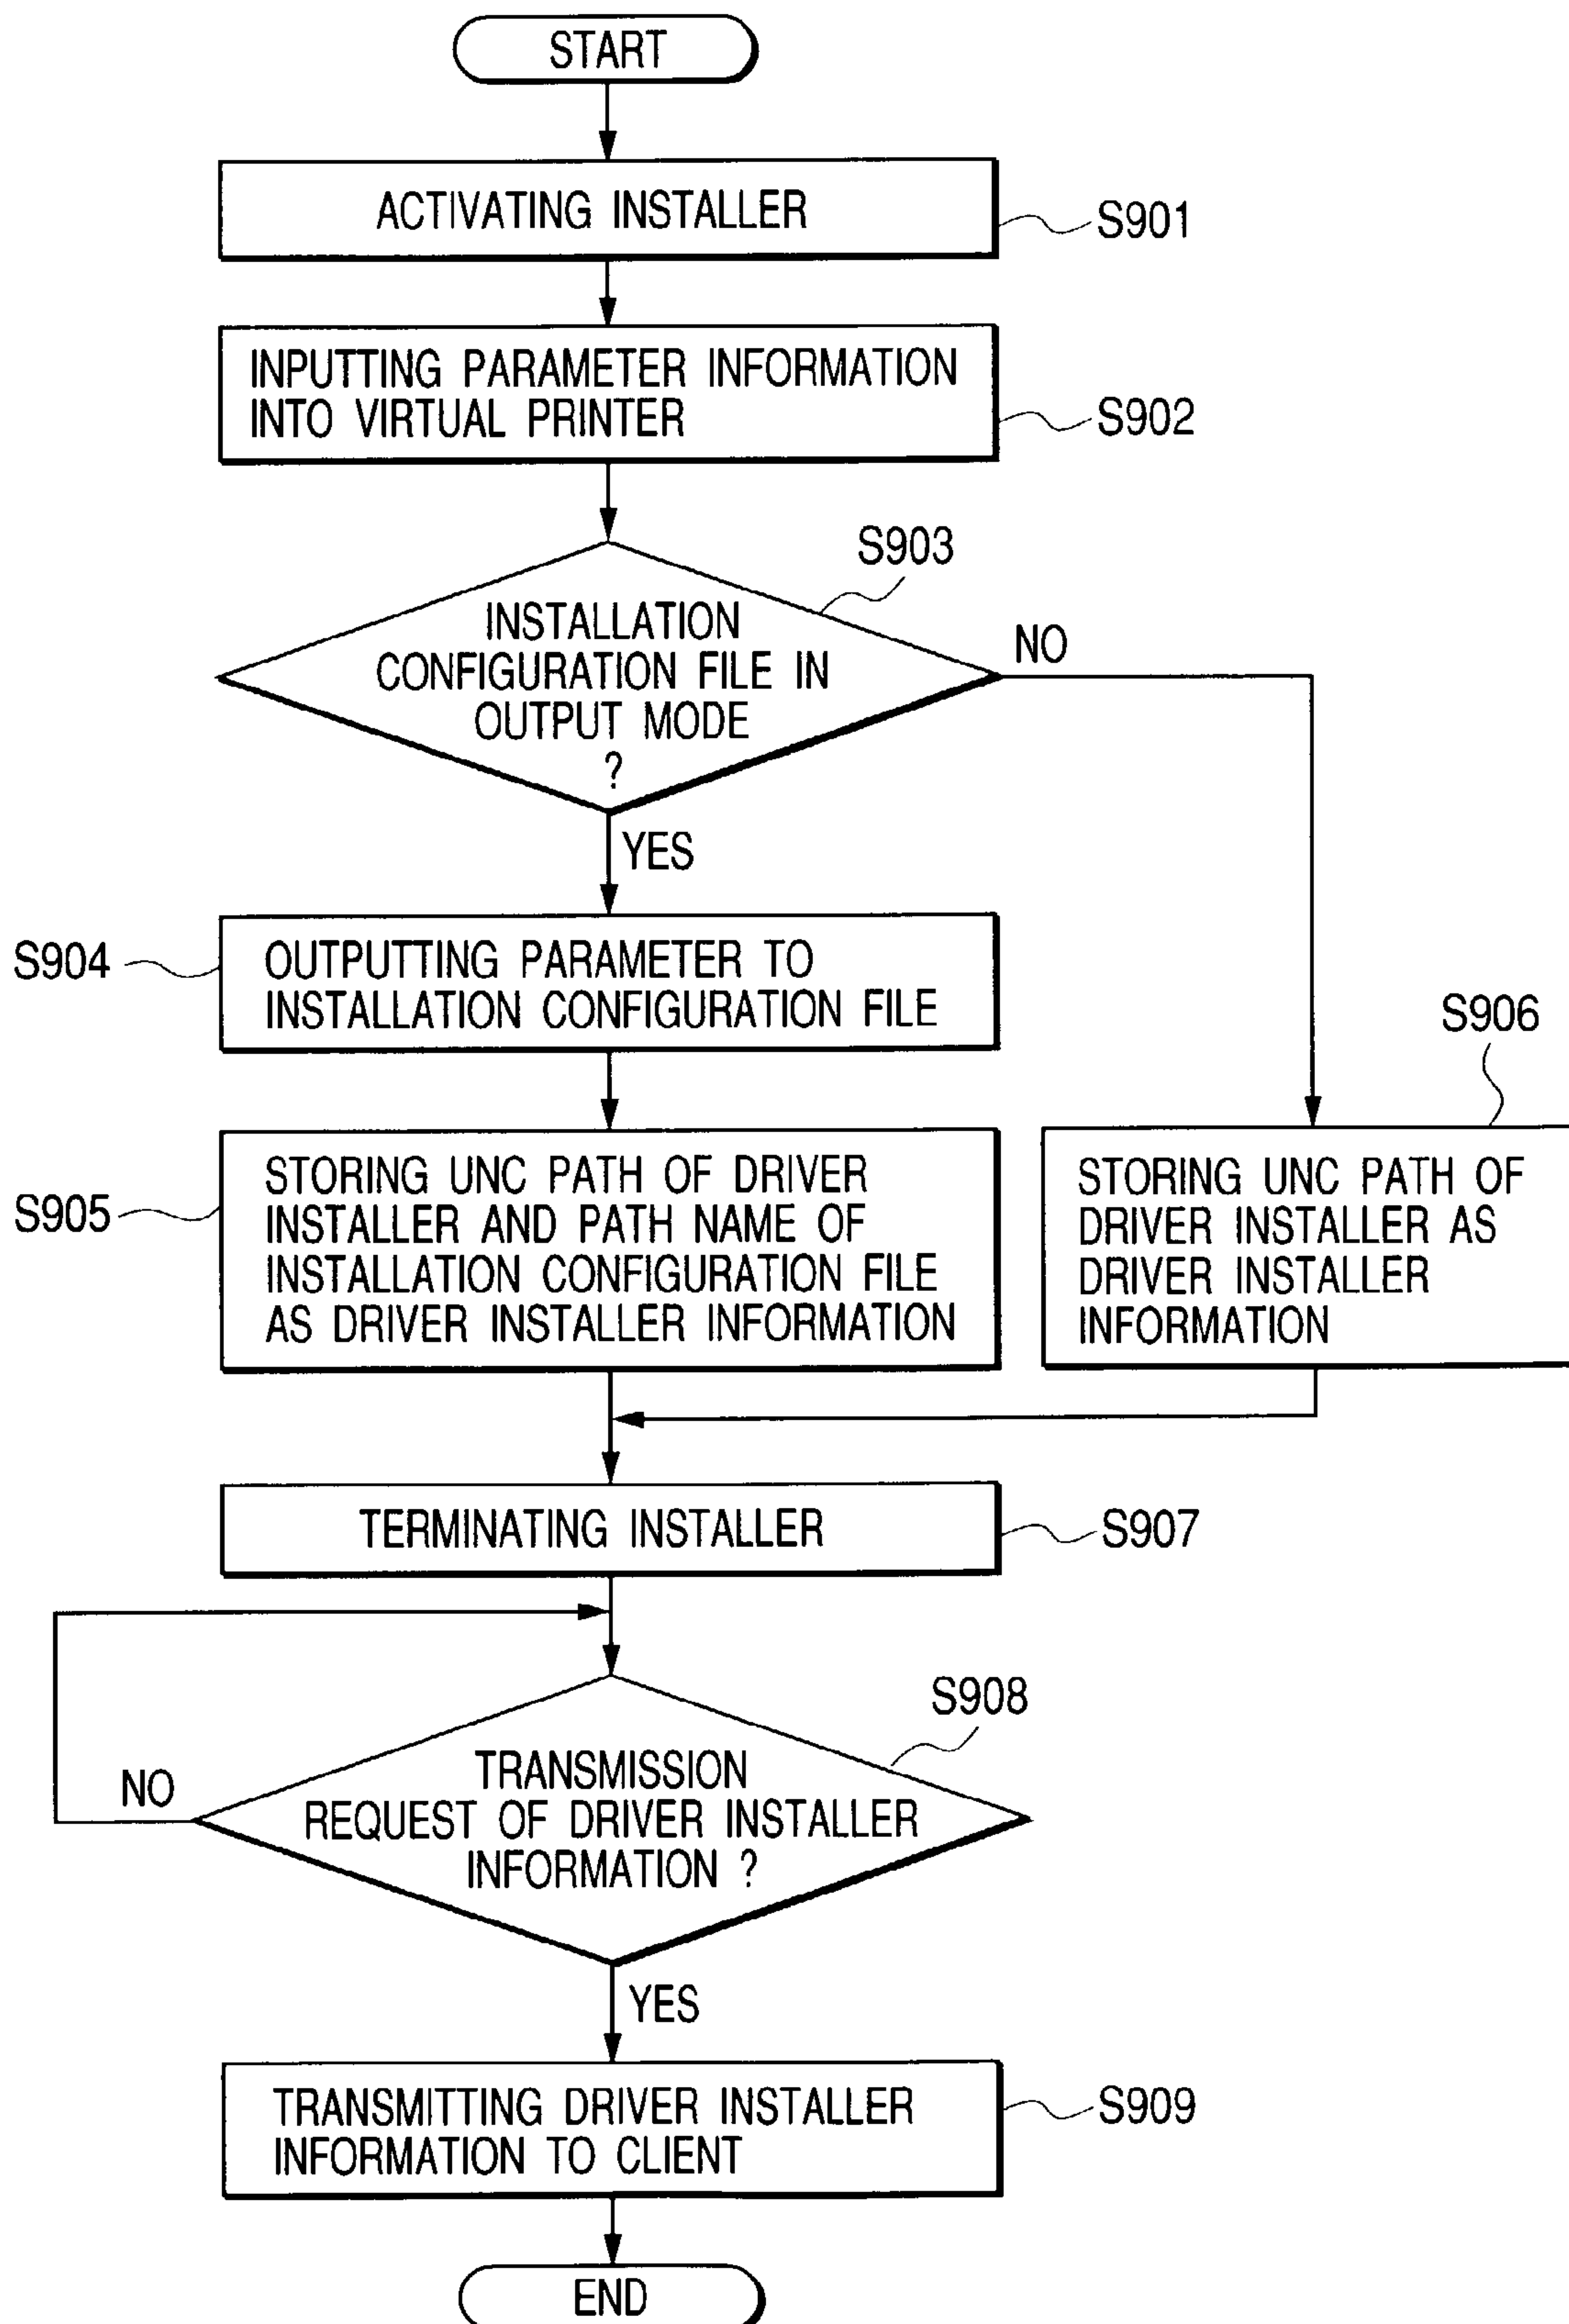 START
ACTIVATING INSTALLER
S901
INPUTTING PARAMETER INFORMATION
INTO VIRTUAL PRINTER
S902
S903
INSTALLATION
CONFIGURATION FILE IN
OUTPUT MODE
?
NO
YES
S904
OUTPUTTING PARAMETER TO
INSTALLATION CONFIGURATION FILE
S905
STORING UNC PATH OF DRIVER
INSTALLER AND PATH NAME OF
INSTALLATION CONFIGURATION FILE
AS DRIVER INSTALLER INFORMATION
S906
STORING UNC PATH OF
DRIVER INSTALLER AS
DRIVER INSTALLER
INFORMATION
TERMINATING INSTALLER
S907
S908
TRANSMISSION
REQUEST OF DRIVER INSTALLER
INFORMATION ?
NO
YES
TRANSMITTING DRIVER INSTALLER
INFORMATION TO CLIENT
S909
END